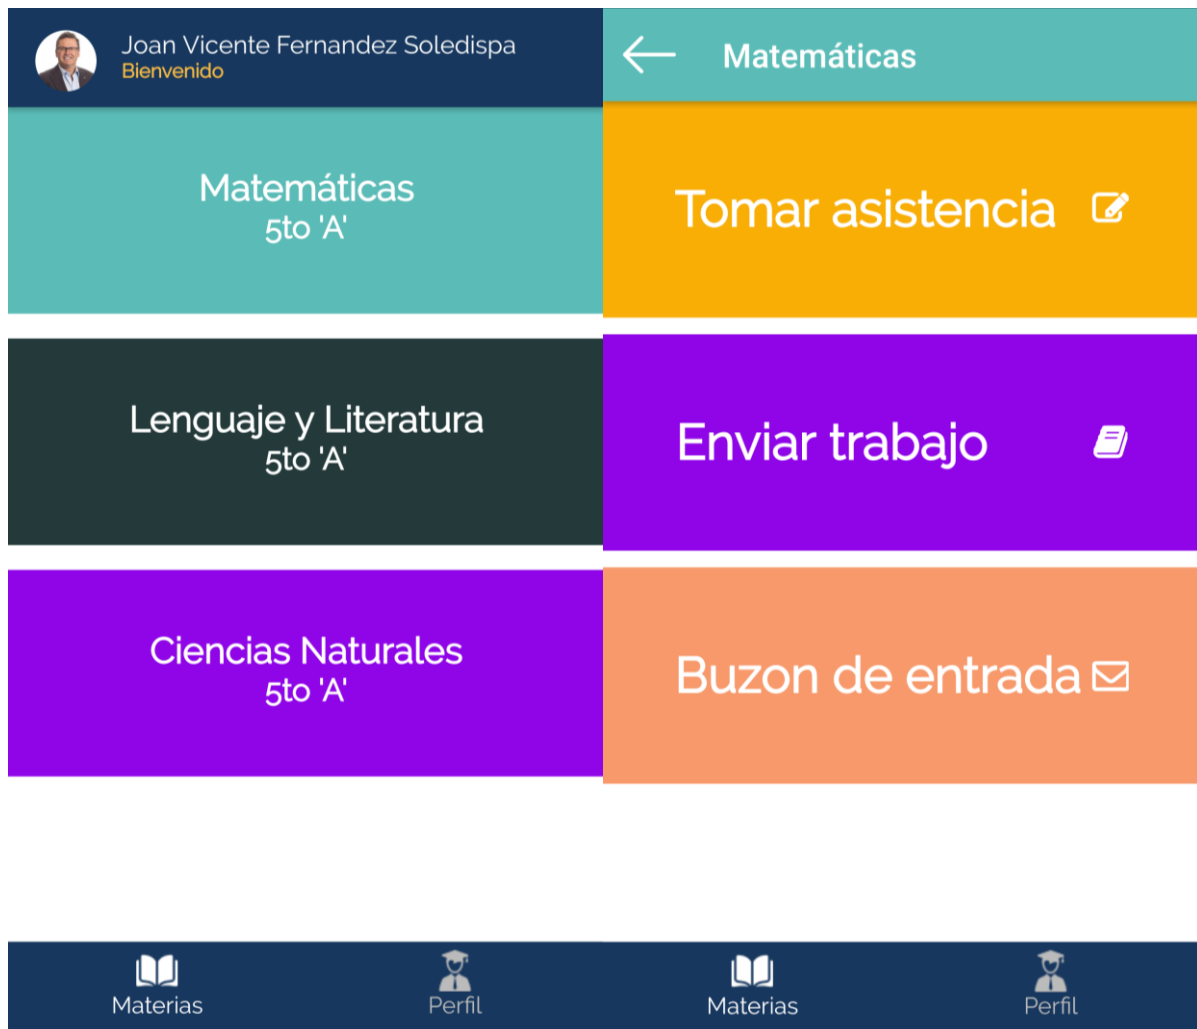 Joan Vicente Fernandez Soledispa
Bienvenido
Matemáticas
5to 'A'
Lenguaje y Literatura
5to 'A'
Ciencias Naturales
5to 'A'
Materias
Perfil
Matemáticas
Tomar asistencia
Enviar trabajo
Buzon de entrada
Materias
Perfil